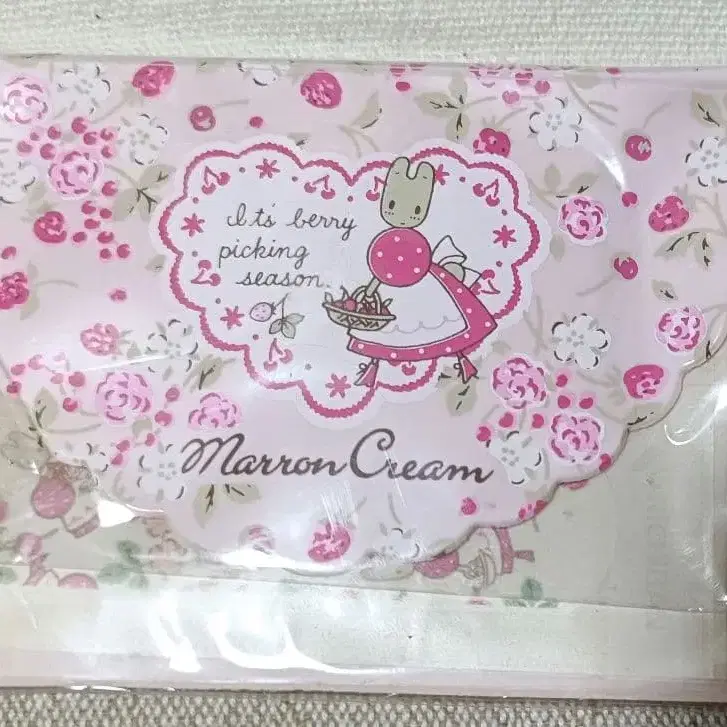 It's berry
picking
season.
Marron Cream